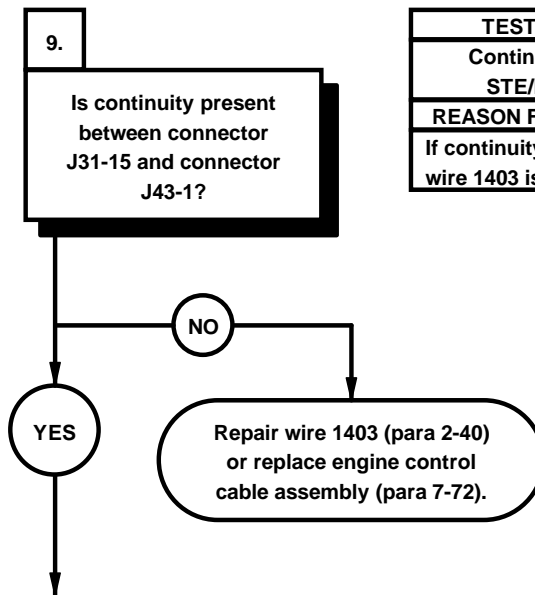 9.
Is continuity present
between connector
J31-15 and connector
J43-1?
TEST
STE/
REASON
If continuity
wire 1403 is
NO
YES
Repair wire 1403 (para 2-40)
or replace engine control
cable assembly (para 7-72).